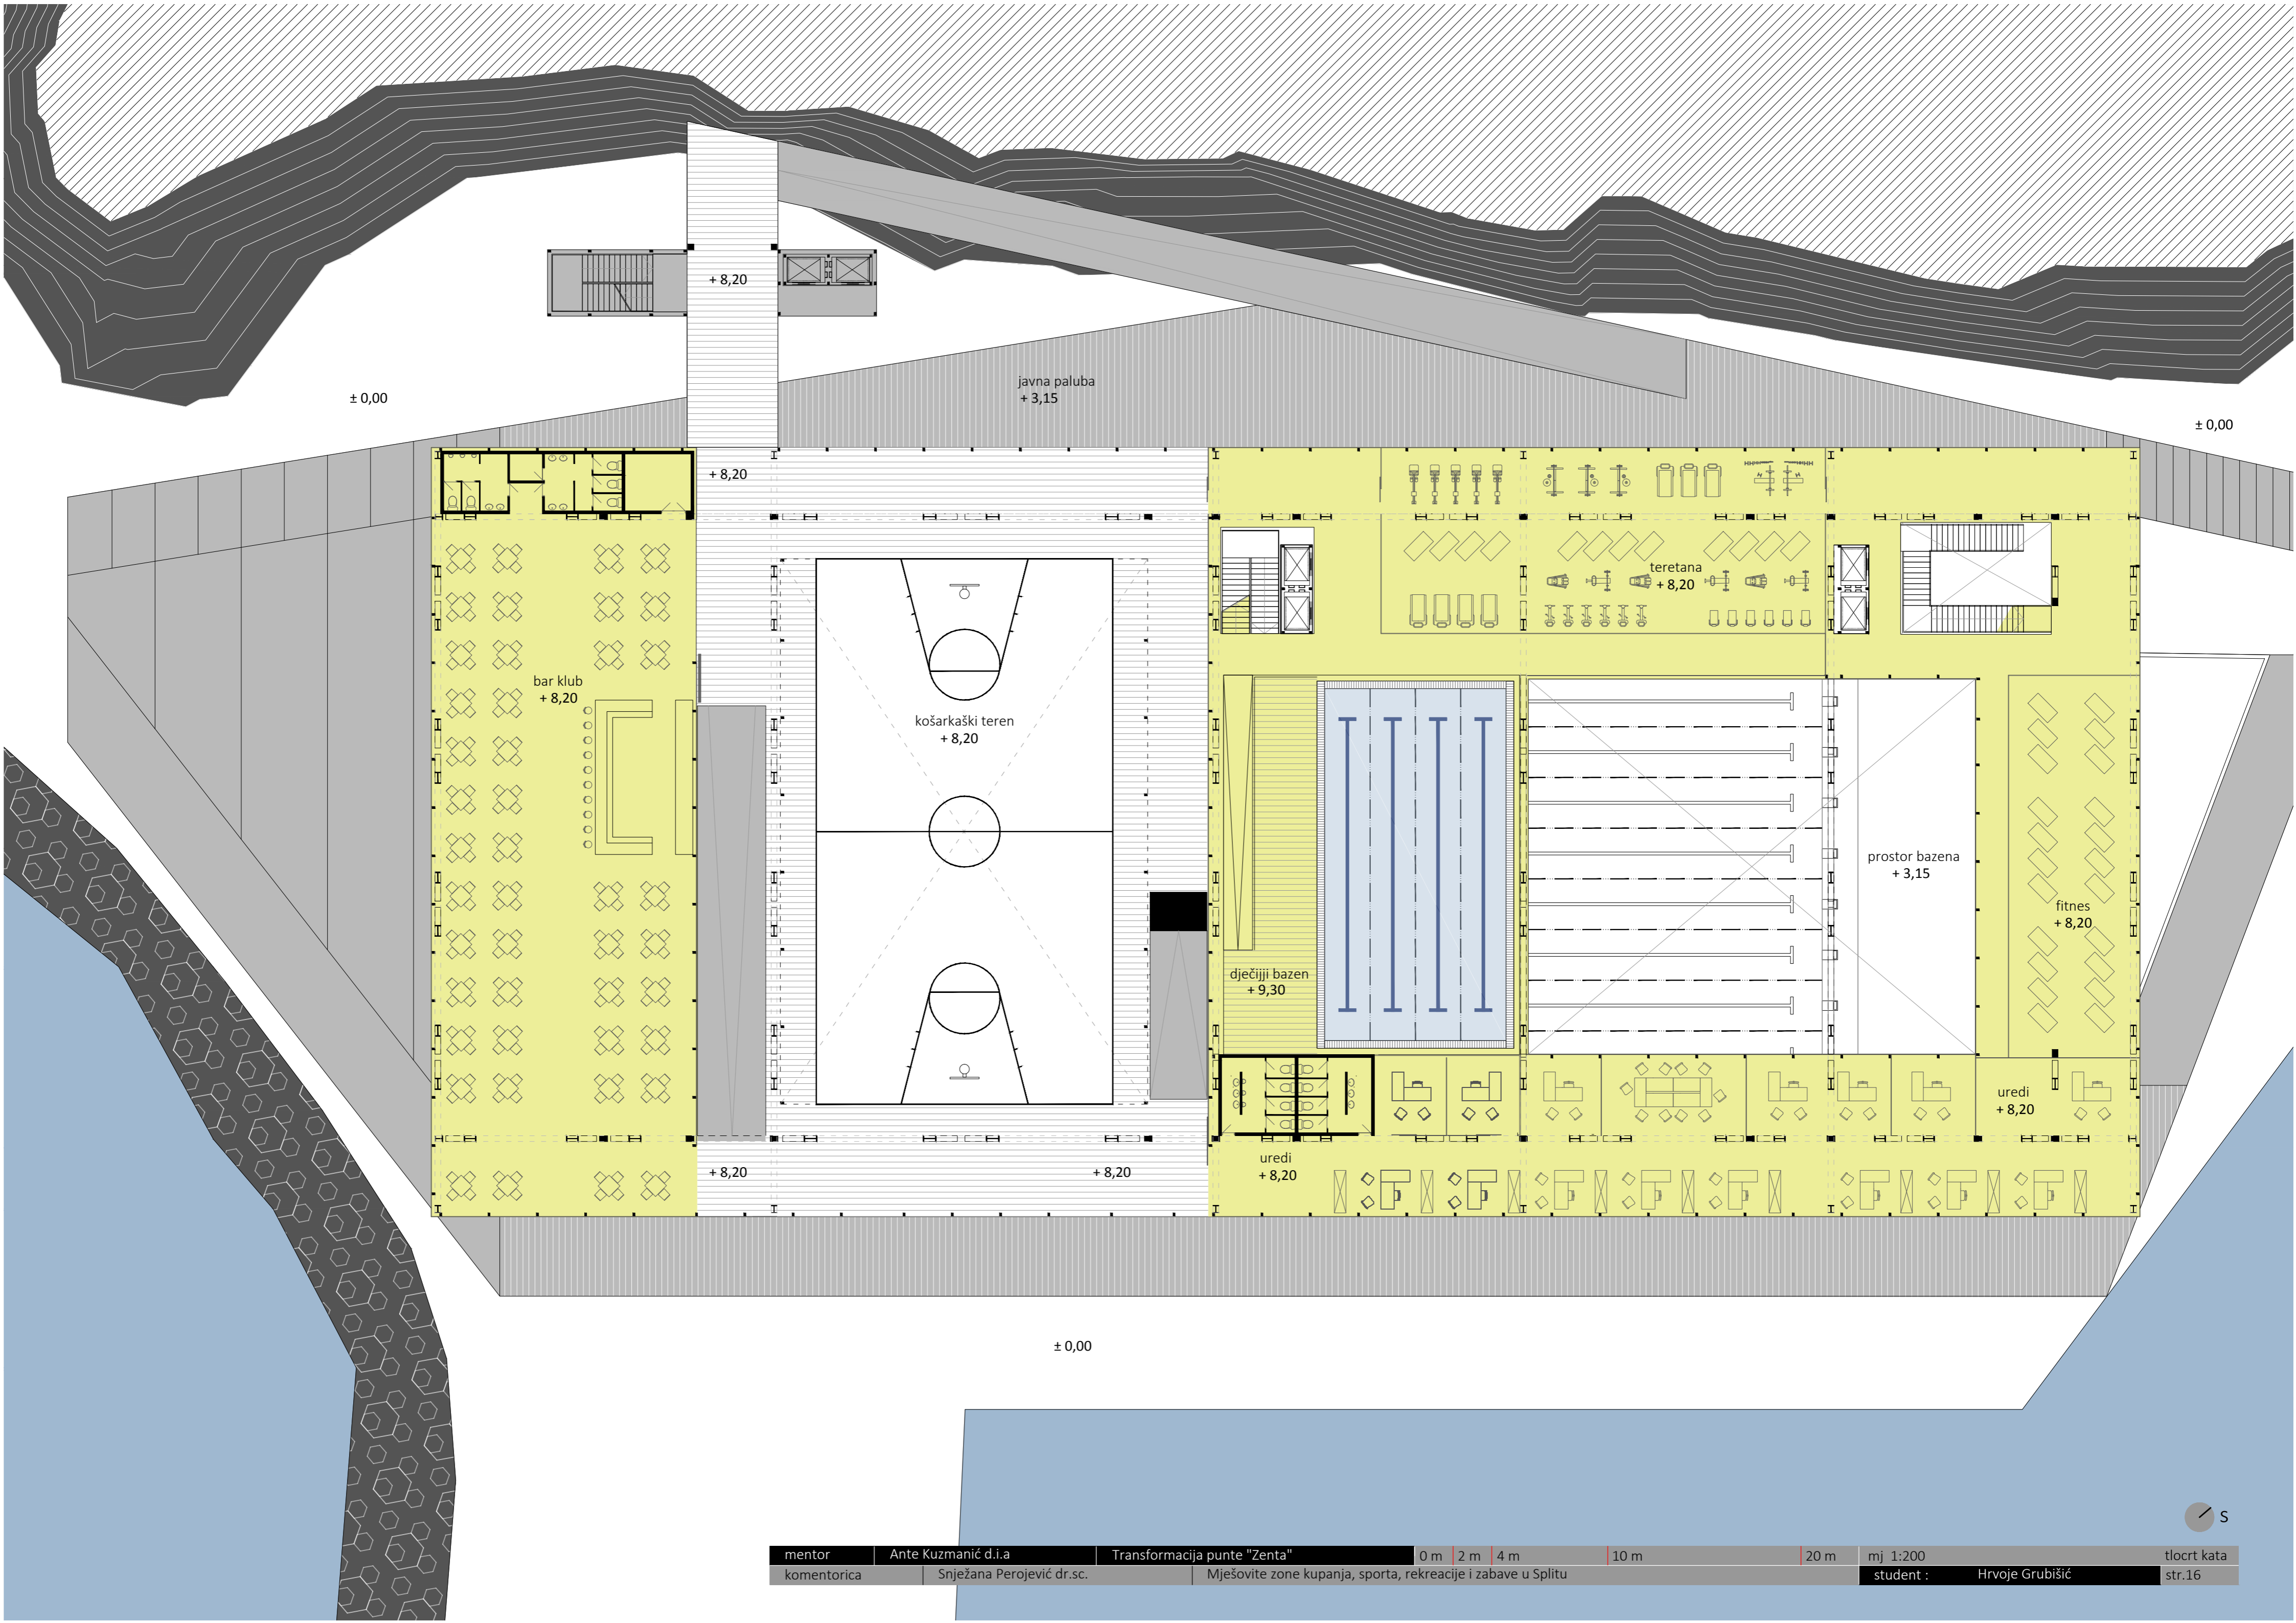 + 8,20
javna paluba
+ 3,15
± 0,00
± 0,00
+ 8,20
teretana
+ 8,20
bar klub
+ 8,20
košarkaški teren
+ 8,20
prostor bazena
+ 3,15
fitnes
+ 8,20
dječijji bazen
+ 9,30
uredi
+ 8,20
+ 8,20
+ 8,20
uredi
+ 8,20
± 0,00
S
mentor Ante Kuzmanić d.i.a Transformacija punte "Zenta" 0 m 2 m 4 m 10 m 20 m mj 1:200 tlocrt kata
komentorica Snježana Perojević dr.sc. Mješovite zone kupanja, sporta, rekreacije i zabave u Splitu student : Hrvoje Grubišić str.16